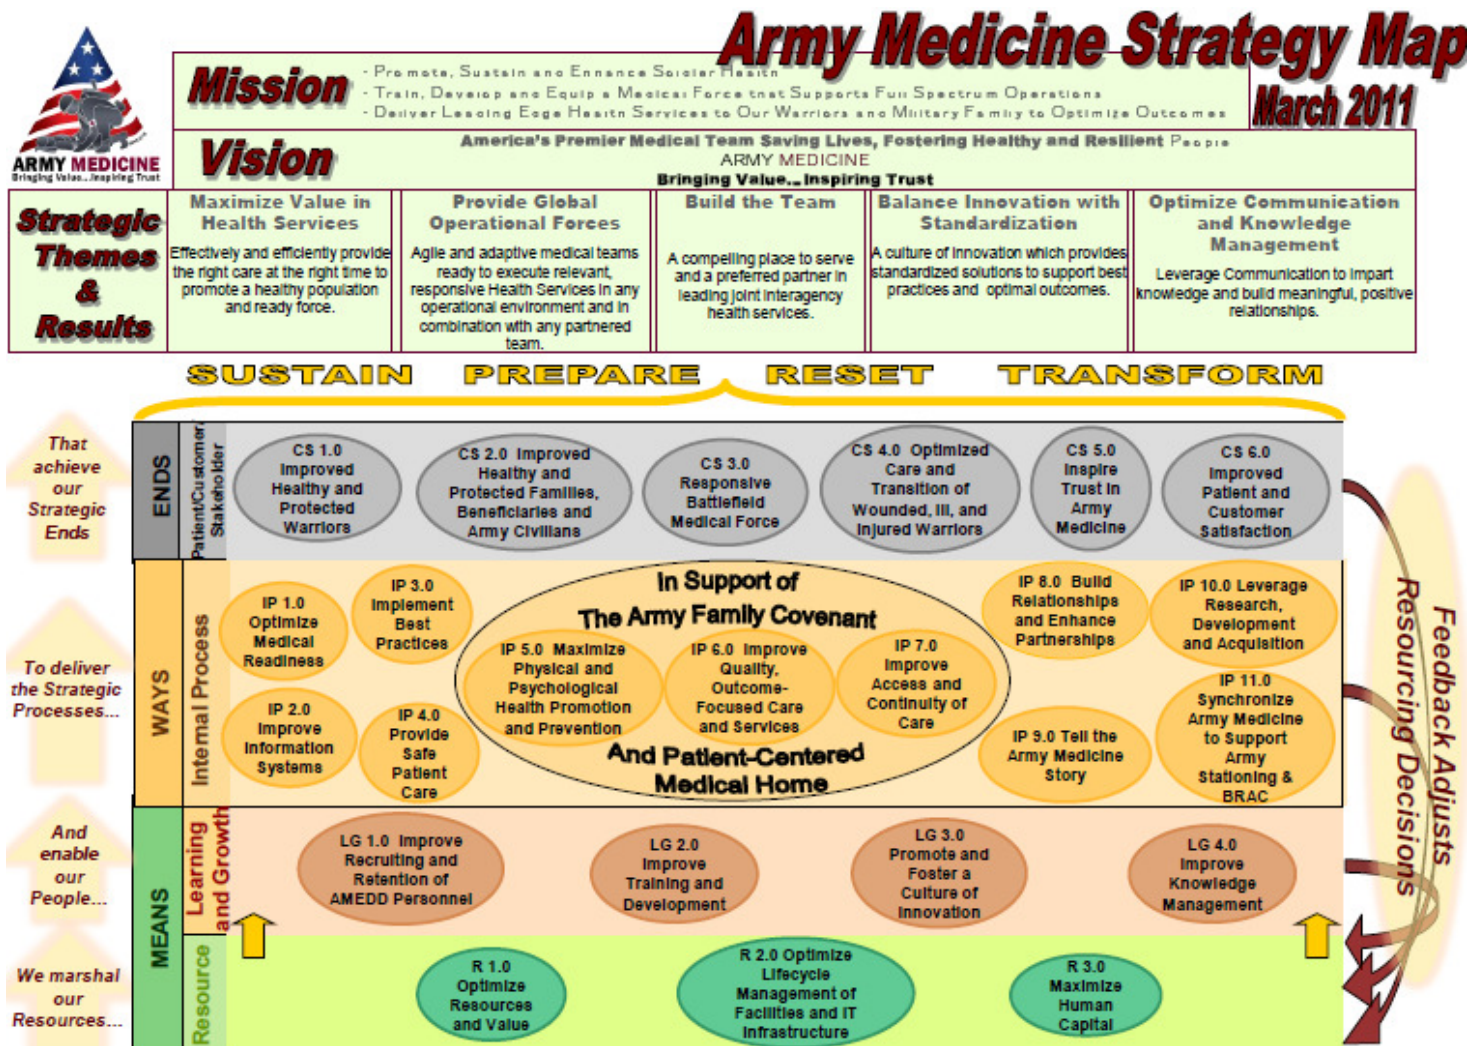 Army Medicine Strategy Map
March 2011
ARMY MEDICINE
Bringing Value...Inspiring Trust
Mission
- Promote, Sustain and Enhance Soldier Health
- Train, Develop and Equip a Medical Force that Supports Full Spectrum Operations
- Deliver Leading Edge Health Services to Our Warriors and Military Family to Optimize Outcomes
Vision
America's Premier Medical Team Saving Lives, Fostering Healthy and Resilient People
ARMY MEDICINE
Bringing Value... Inspiring Trust
Strategic
Themes
&
Results
Maximize Value in
Health Services
Effectively and efficiently provide
the right care at the right time to
promote a healthy population
and ready force.
Provide Global
Operational Forces
Agile and adaptive medical teams
ready to execute relevant,
responsive Health Services in any
operational environment and in
combination with any partnered
team.
Build the Team
A compelling place to serve
and a preferred partner in
leading joint interagency
health services.
Balance Innovation with
Standardization
A culture of innovation which provides
standardized solutions to support best
practices and optimal outcomes.
Optimize Communication
and Knowledge
Management
Leverage Communication to impart
knowledge and build meaningful, positive
relationships.
SUSTAIN PREPARE RESET TRANSFORM
That
achieve
our
Strategic
Ends
ENDS
Patient/Customer/
Stakeholder
CS 1.0
Improved
Healthy and
Protected
Warriors
CS 2.0 Improved
Healthy and
Protected Families,
Beneficiaries and
Army Civilians
CS 3.0
Responsive
Battlefield
Medical Force
CS 4.0 Optimized
Care and
Transition of
Wounded, Ill, and
Injured Warriors
CS 5.0
Inspire
Trust in
Army
Medicine
CS 6.0
Improved
Patient and
Customer
Satisfaction
To deliver
the Strategic
Processes...
WAYS
Internal Process
IP 1.0
Optimize
Medical
Readiness
IP 2.0
Improve
Information
Systems
IP 3.0
Implement
Best
Practices
IP 4.0
Provide
Safe
Patient
Care
In Support of
The Army Family Covenant
IP 5.0 Maximize
Physical and
Psychological
Health Promotion
and Prevention
IP 6.0 Improve
Quality,
Outcome-
Focused Care
and Services
IP 7.0
Improve
Access and
Continuity of
Care
And Patient-Centered
Medical Home
IP 8.0 Build
Relationships
and Enhance
Partnerships
IP 9.0 Tell the
Army Medicine
Story
IP 10.0 Leverage
Research,
Development
and Acquisition
IP 11.0
Synchronize
Army Medicine
to Support
Army
Stationing &
BRAC
And
enable
our
People...
MEANS
Learning
and Growth
LG 1.0 Improve
Recruiting and
Retention of
AMEDD Personnel
LG 2.0
Improve
Training and
Development
LG 3.0
Promote and
Foster a
Culture of
Innovation
LG 4.0
Improve
Knowledge
Management
We marshal
our
Resources...
Resource
R 1.0
Optimize
Resources
and Value
R 2.0 Optimize
Lifecycle
Management of
Facilities and IT
Infrastructure
R 3.0
Maximize
Human
Capital
Feedback Adjusts
Resourcing Decisions